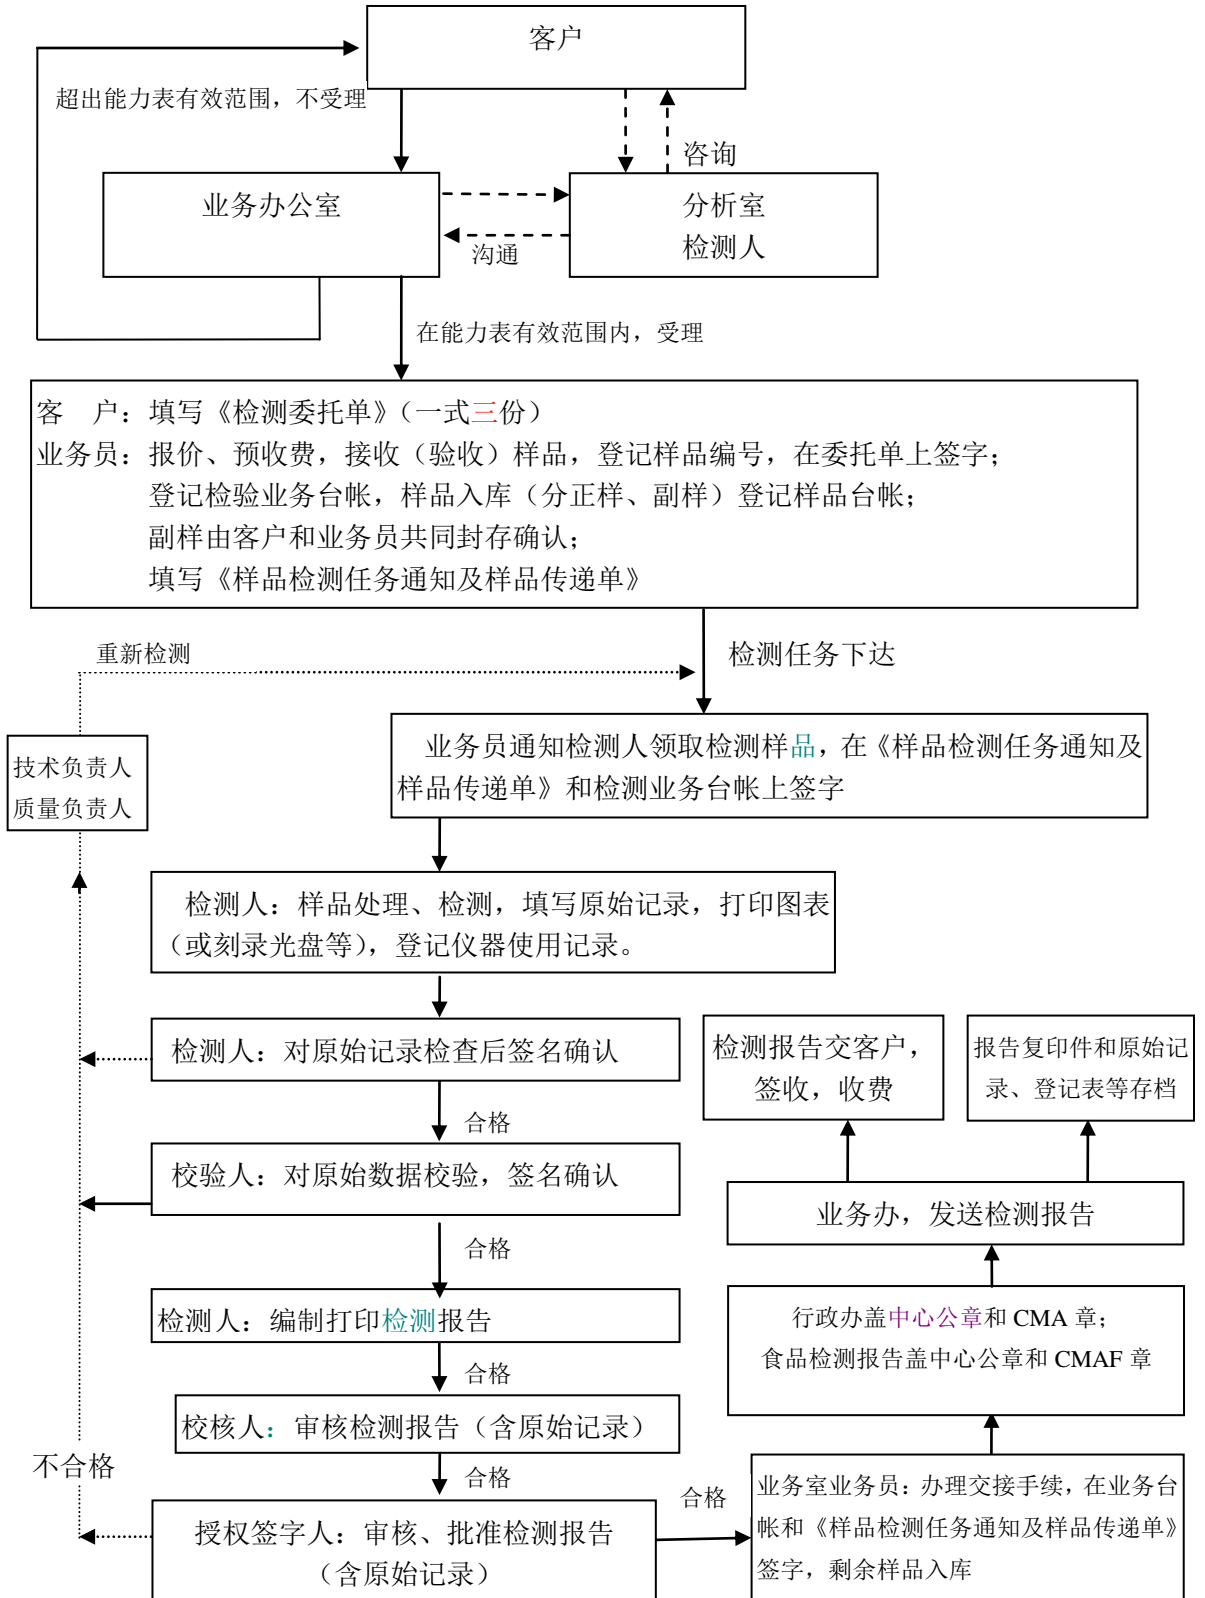 客户
超出能力表有效范围，不受理
咨询
业务办公室
分析室
检测人
沟通
在能力表有效范围内，受理
客　户：填写《检测委托单》（一式三份）
业务员：报价、预收费，接收（验收）样品，登记样品编号，在委托单上签字；
登记检验业务台帐，样品入库（分正样、副样）登记样品台帐；
副样由客户和业务员共同封存确认；
填写《样品检测任务通知及样品传递单》
重新检测
检测任务下达
技术负责人
质量负责人
业务员通知检测人领取检测样品，在《样品检测任务通知及
样品传递单》和检测业务台帐上签字
检测人：样品处理、检测，填写原始记录，打印图表
（或刻录光盘等），登记仪器使用记录。
检测人：对原始记录检查后签名确认
合格
校验人：对原始数据校验，签名确认
合格
检测人：编制打印检测报告
合格
校核人：审核检测报告（含原始记录）
合格
不合格
授权签字人：审核、批准检测报告
（含原始记录）
合格
业务室业务员：办理交接手续，在业务台
帐和《样品检测任务通知及样品传递单》
签字，剩余样品入库
行政办盖中心公章和 CMA 章；
食品检测报告盖中心公章和 CMAF 章
业务办，发送检测报告
检测报告交客户，
签收，收费
报告复印件和原始记
录、登记表等存档